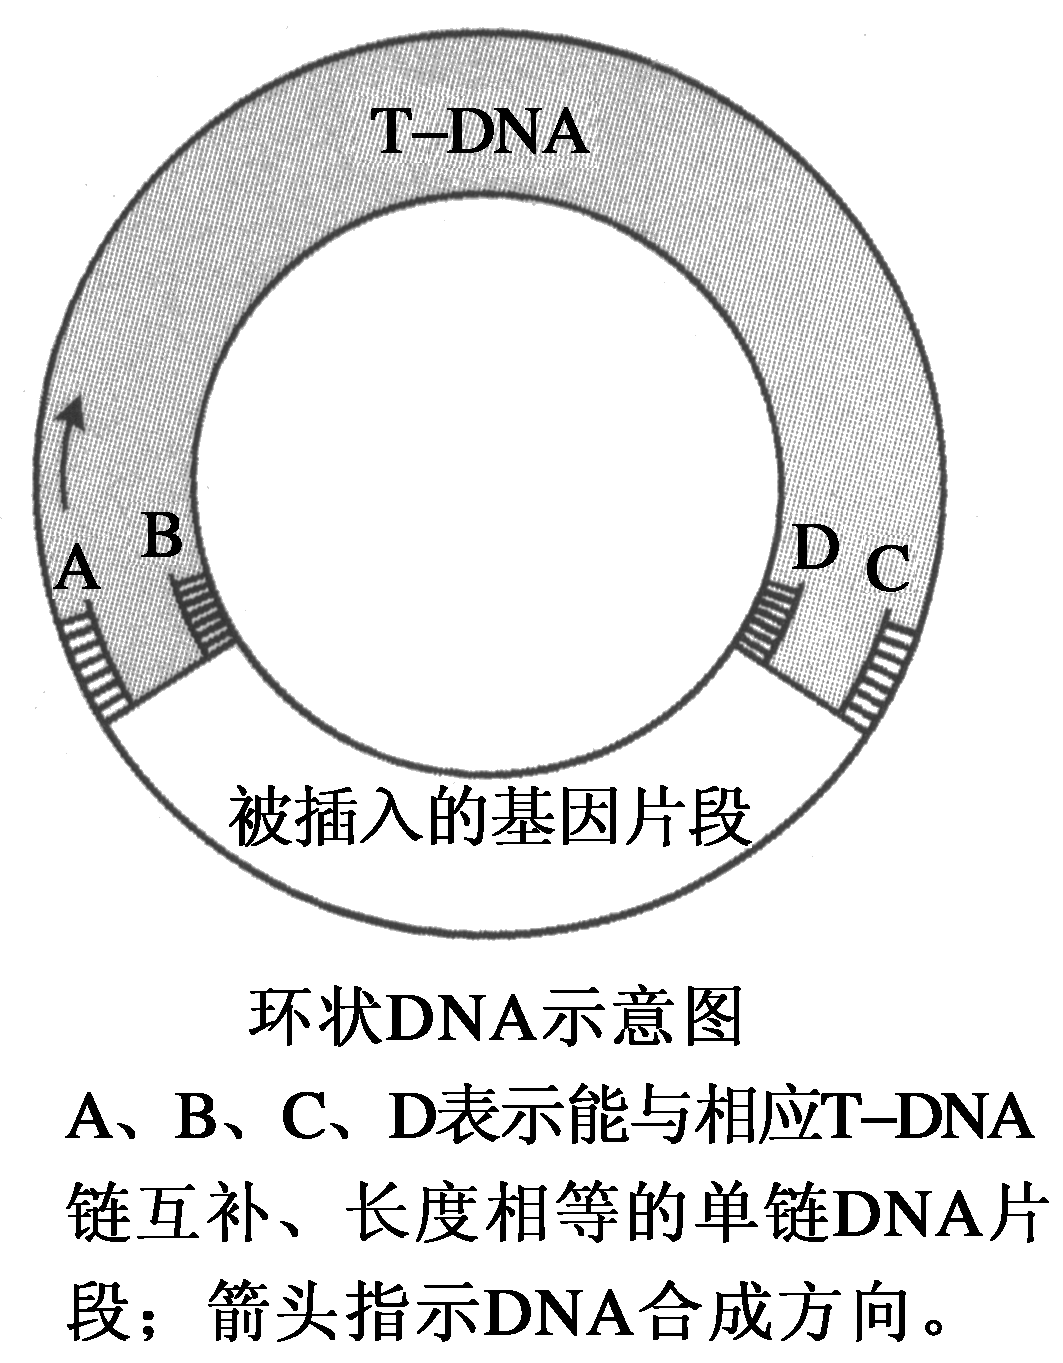 T–DNA
B
A
D
C
被插入的基因片段
环状DNA示意图
A、B、C、D表示能与相应T–DNA
链互补、长度相等的单链DNA片
段；箭头指示DNA合成方向。